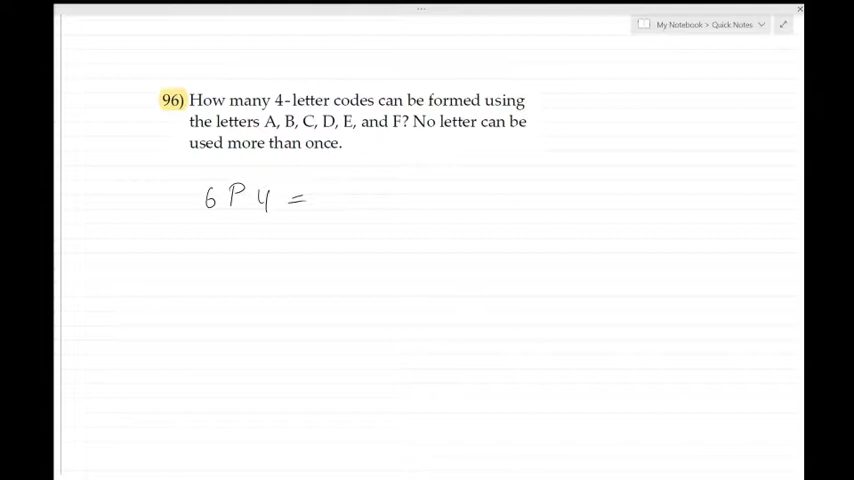 My Notebook > Quick Notes
96) How many 4-letter codes can be formed using
the letters A, B, C, D, E, and F? No letter can be
used more than once.
6 P 4 =